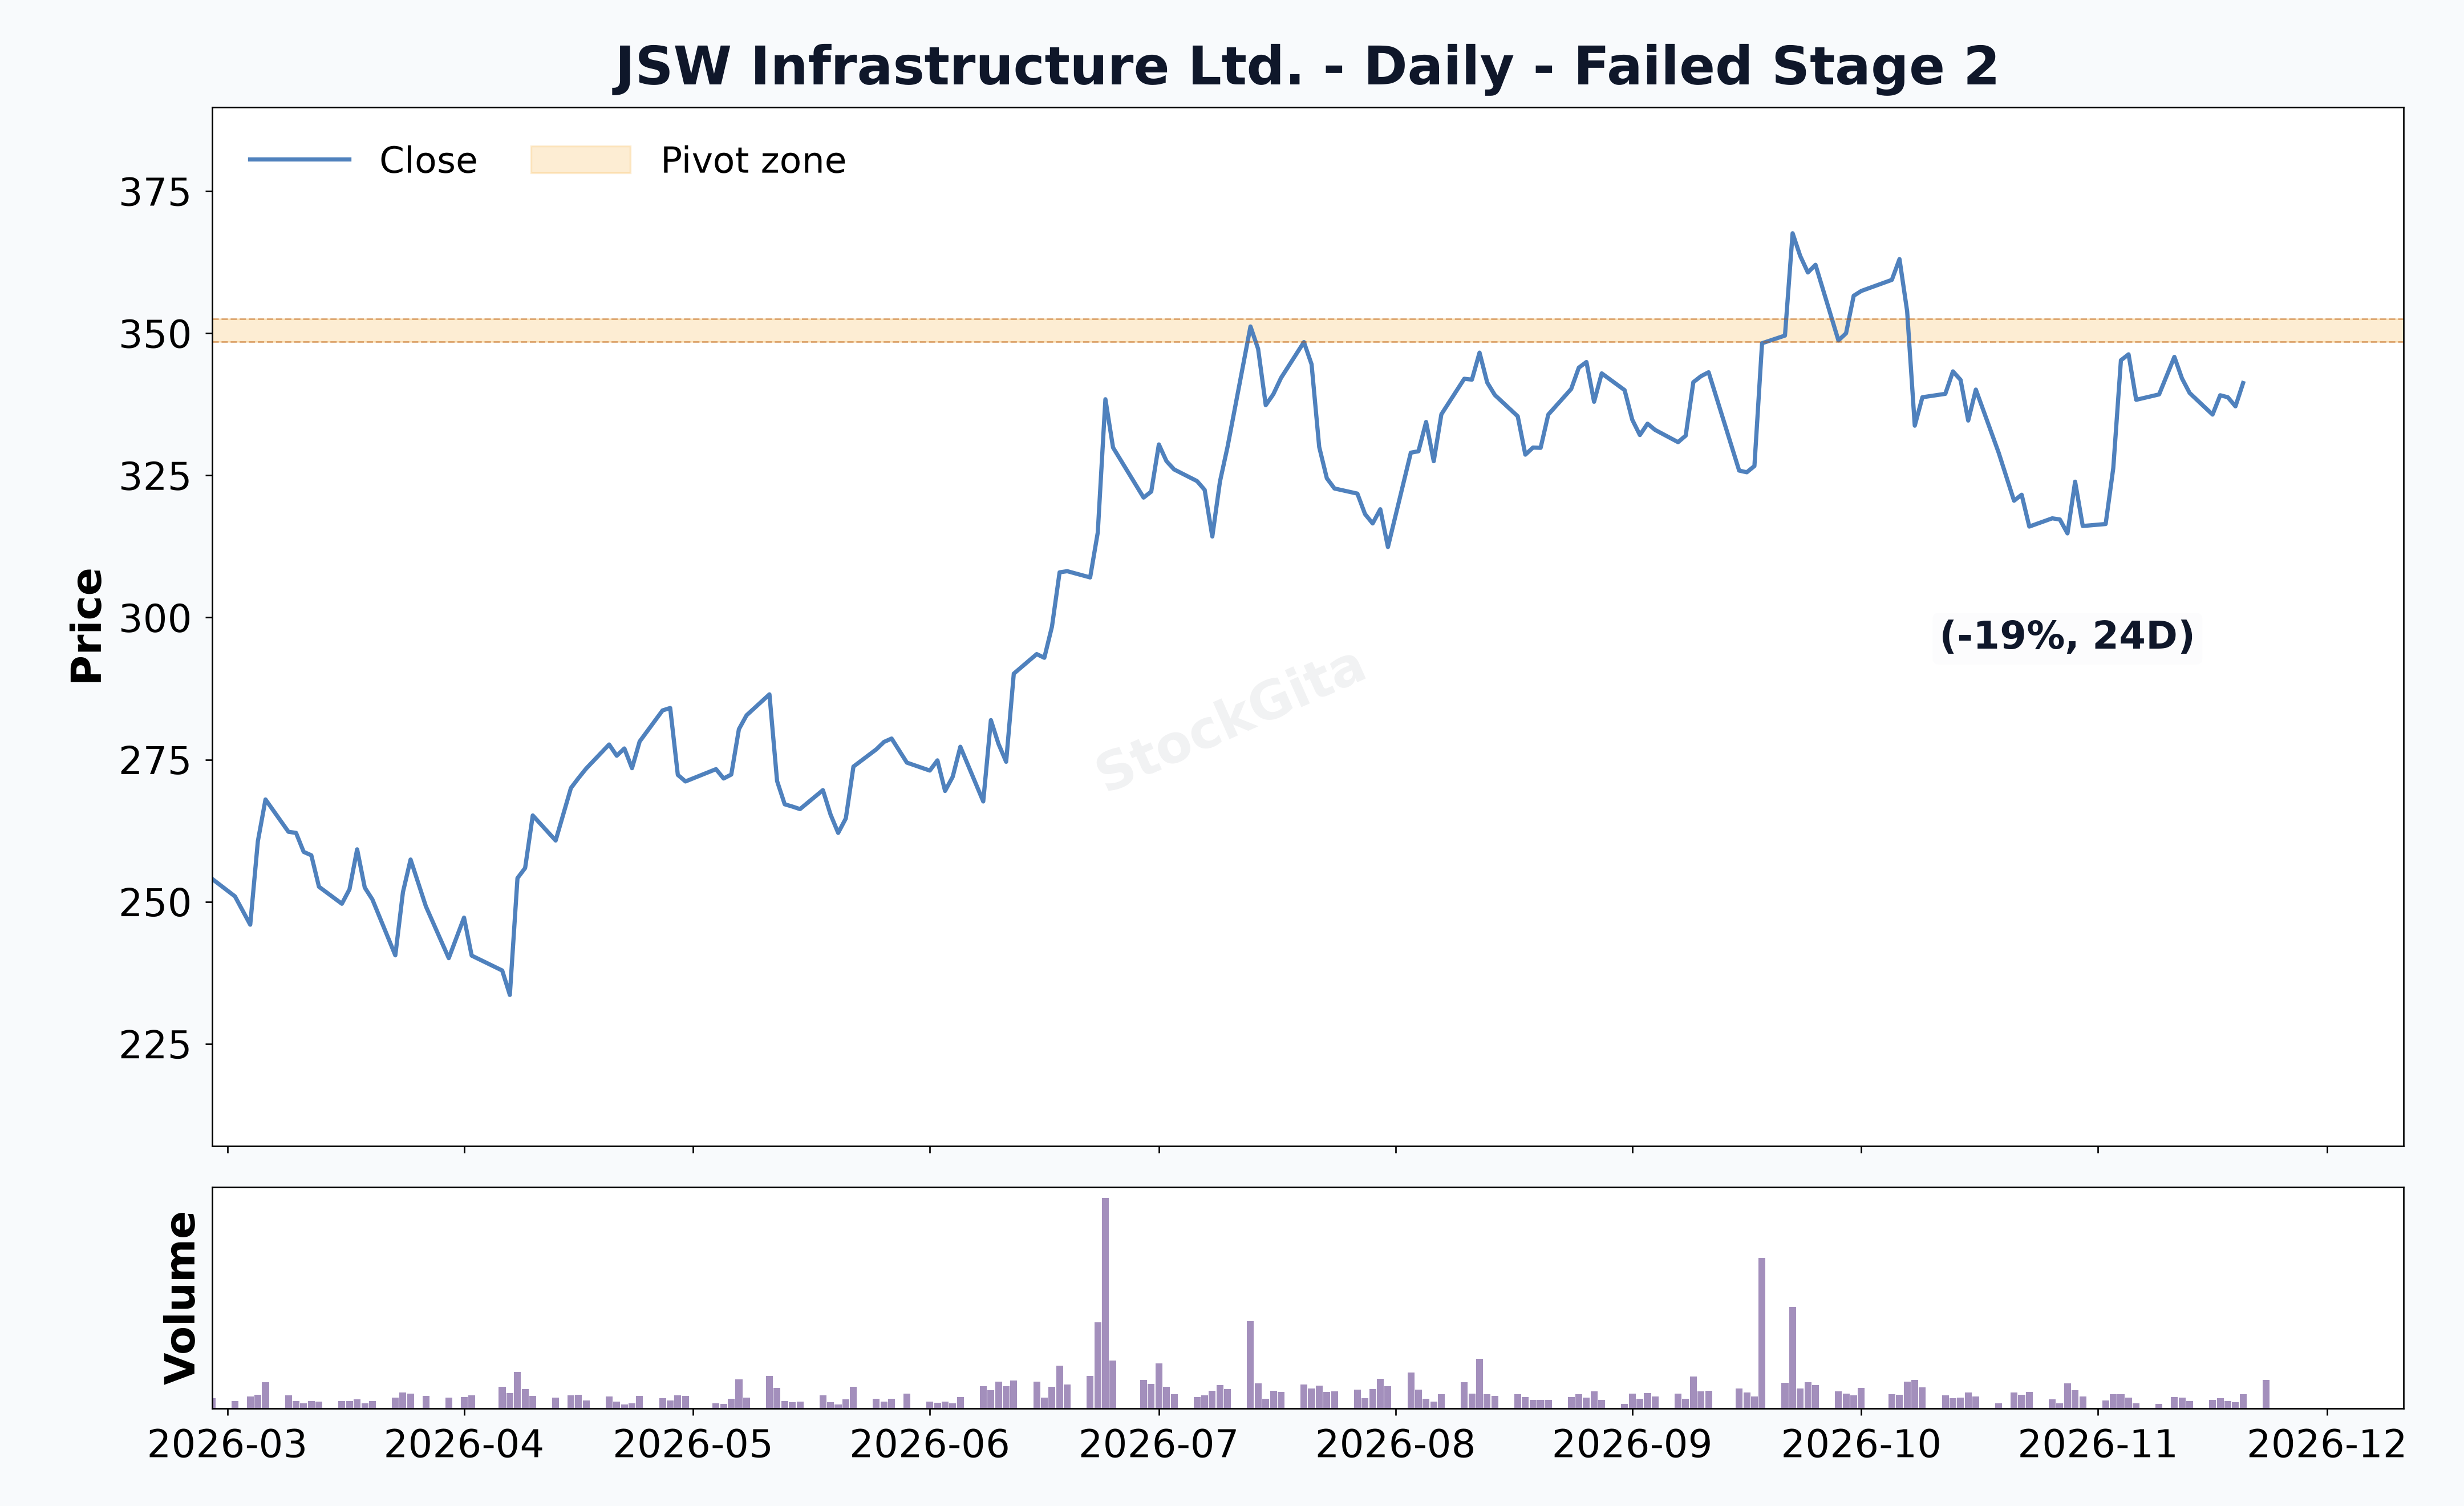 JSW Infrastructure Ltd. - Daily - Failed Stage 2
Close
Pivot zone
375
350
325
300
275
250
225
Price
(-19%, 24D)
StockGita
Volume
2026-03
2026-04
2026-05
2026-06
2026-07
2026-08
2026-09
2026-10
2026-11
2026-12